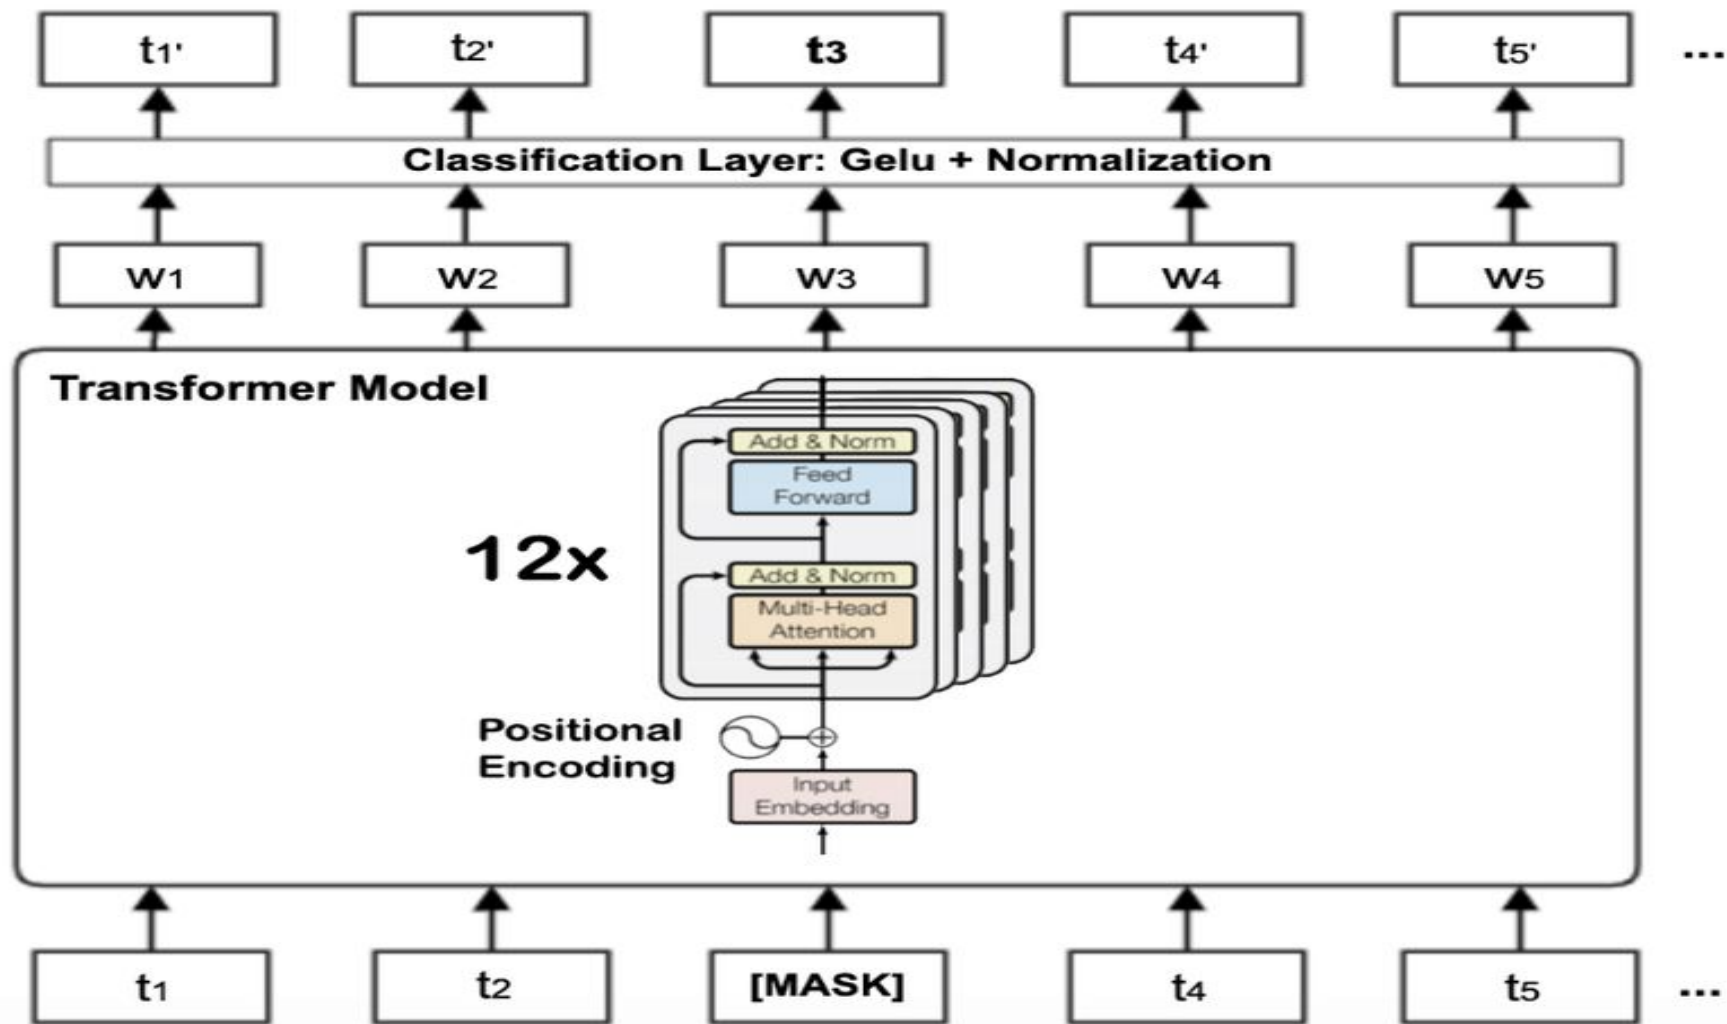 t1' t2' t3 t4' t5' ...
Classification Layer: Gelu + Normalization
w1 w2 w3 w4 w5
Transformer Model
Add & Norm
Feed
Forward
12x
Add & Norm
Multi-Head
Attention
Positional
Encoding
Input
Embedding
t1 t2 [MASK] t4 t5 ...